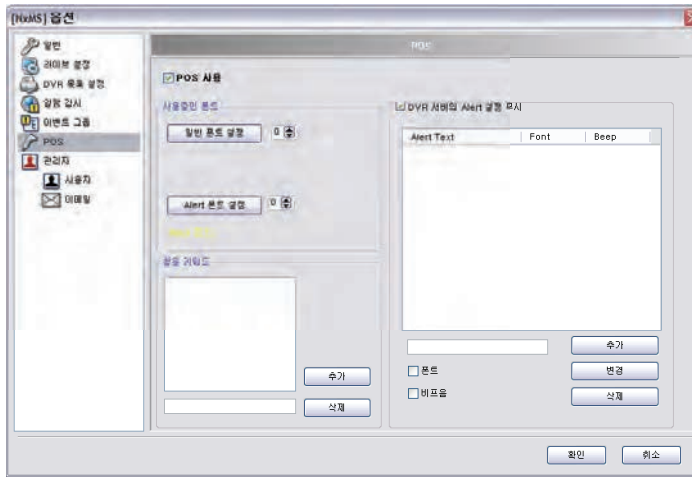 [NxMS] 옵션
일반
라이브 설정
DVR 목록 설정
알람 감시
이벤트 그룹
POS
관리자
사용자
이메일
POS
POS 사용
사용중인 폰트
일반 폰트 설정
0
Alert 폰트 설정
0
활용 키워드
추가
삭제
DVR 서버의 Alert 설정 표시
Alert Text
Font
Beep
추가
폰트
변경
비프음
삭제
확인
취소